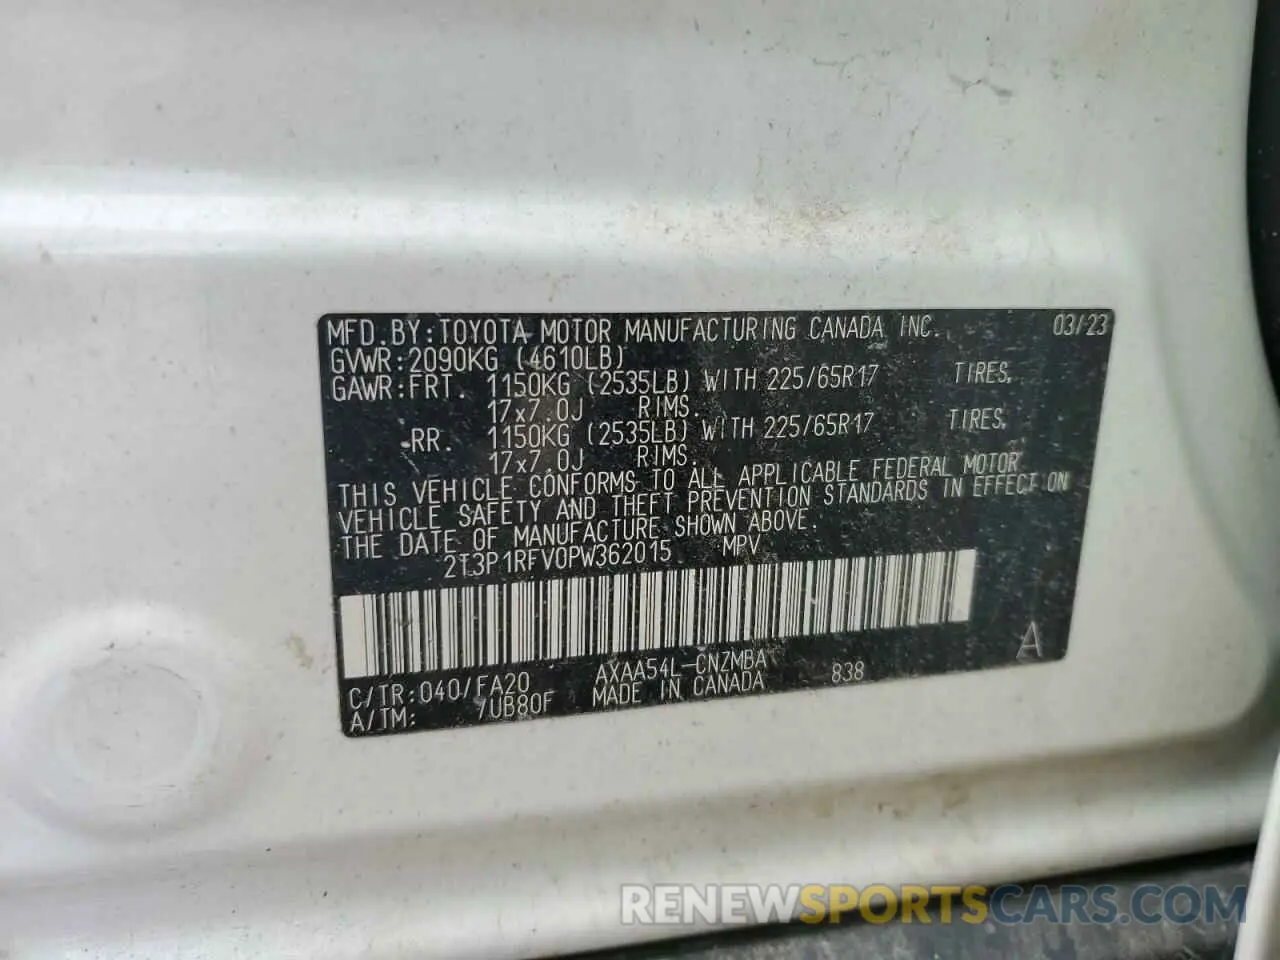 MFD.BY:TOYOTA MOTOR MANUFACTURING CANADA INC. 03/23
GVWR:2090KG (4610LB)
GAWR:FRT. 1150KG (2535LB) WITH 225/65R17 TIRES,
17x7.0J RIMS.
RR. 1150KG (2535LB) WITH 225/65R17 TIRES,
17x7.0J RIMS.
THIS VEHICLE CONFORMS TO ALL APPLICABLE FEDERAL MOTOR
VEHICLE SAFETY AND THEFT PREVENTION STANDARDS IN EFFECT ON
THE DATE OF MANUFACTURE SHOWN ABOVE.
2T3P1RFV0PW362015 MPV
C/TR:040/FA20 AXAA54L-CNZMBA 838 A
A/TM: 7UB80F MADE IN CANADA
RENEWSPORTSCARS.COM